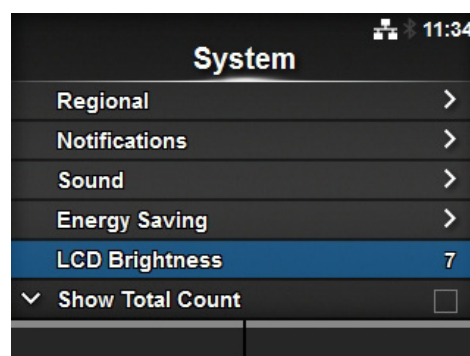 11:34
System
Regional
Notifications
Sound
Energy Saving
LCD Brightness 7
Show Total Count